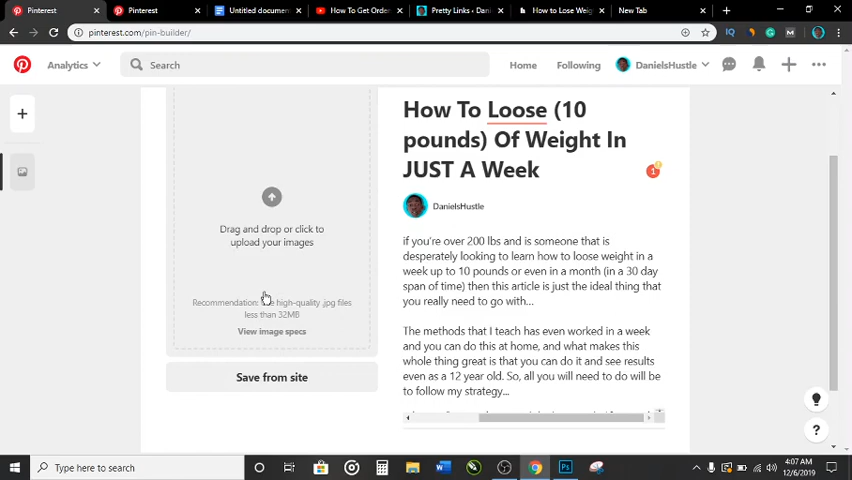 Pinterest
Pinterest
Untitled documen
How To Get Order
Pretty Links ‹ Dani
How to Lose Weig
New Tab
pinterest.com/pin-builder/
Analytics
Search
Home
Following
DanielsHustle
How To Loose (10
pounds) Of Weight In
JUST A Week
1
DanielsHustle
Drag and drop or click to
upload your images
Recommendation: high-quality .jpg files
less than 32MB
View image specs
Save from site
if you're over 200 lbs and is someone that is
desperately looking to learn how to loose weight in a
week up to 10 pounds or even in a month (in a 30 day
span of time) then this article is just the ideal thing that
you really need to go with...
The methods that I teach has even worked in a week
and you can do this at home, and what makes this
whole thing great is that you can do it and see results
even as a 12 year old. So, all you will need to do will be
to follow my strategy...
Type here to search
4:07 AM
12/6/2019